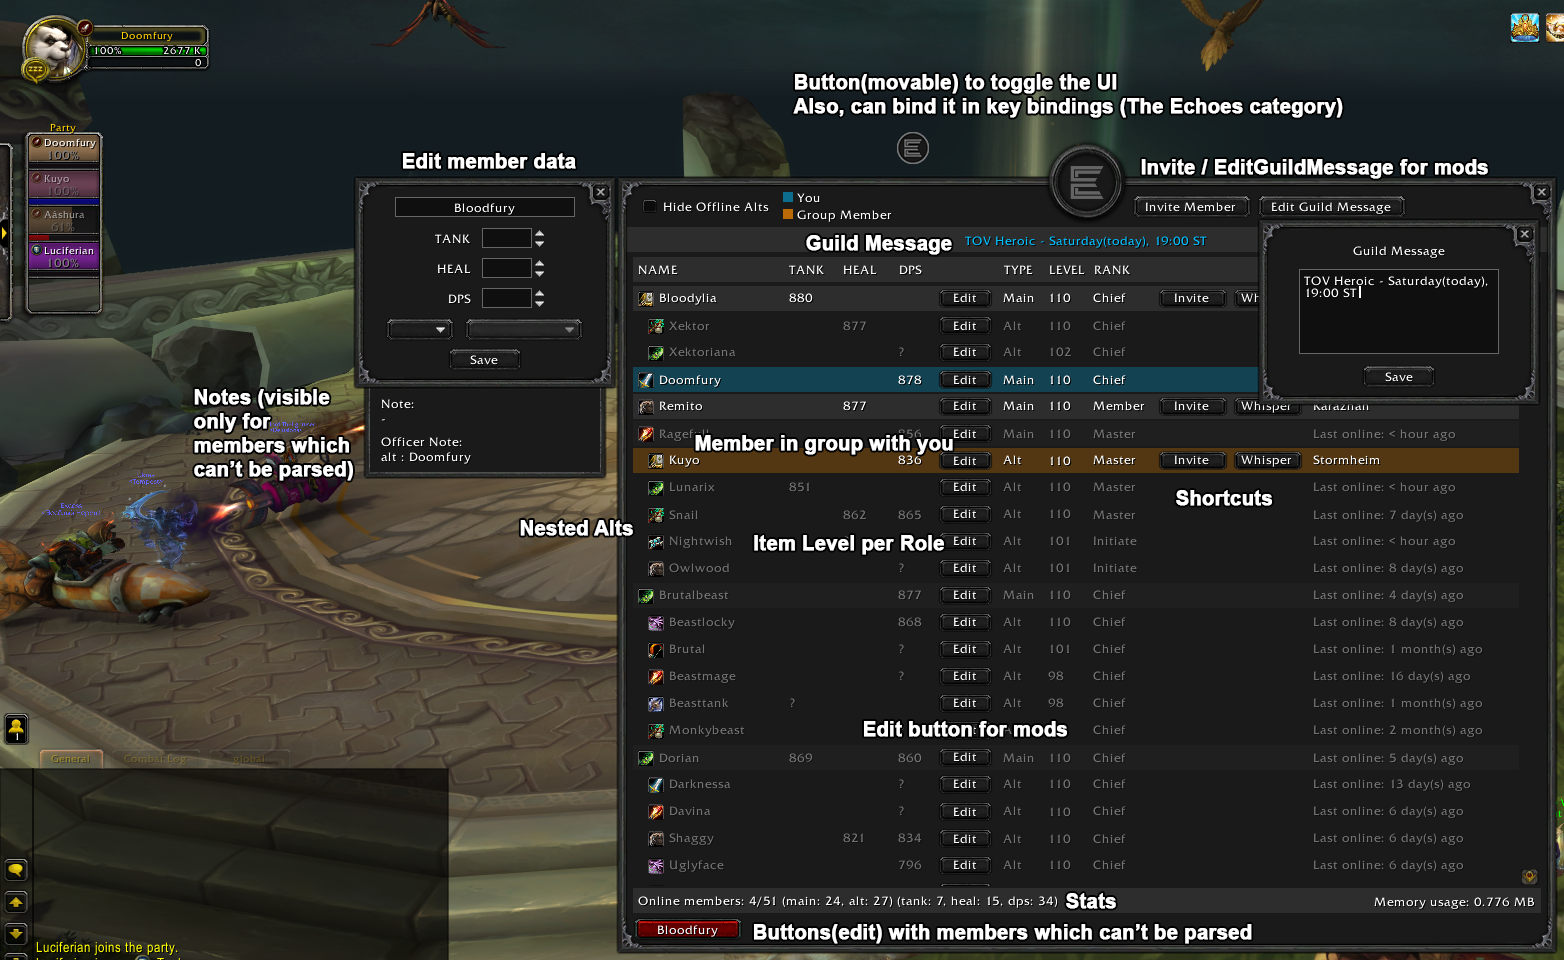 Doomfury
100% 2677 K
0
Button(movable) to toggle the UI
Also, can bind it in key bindings (The Echoes category)
Party
Doomfury
100%
Kuyo
100%
Aäshura
61%
Luciferian
100%
Edit member data
Bloodfury
TANK
HEAL
DPS
Save
Notes (visible
only for
members which
can't be parsed)
Note:
-
Officer Note:
alt : Doomfury
Invite / EditGuildMessage for mods
Hide Offline Alts
You
Group Member
Invite Member
Edit Guild Message
Guild Message TOV Heroic - Saturday(today), 19:00 ST
Guild Message
TOV Heroic - Saturday(today),
19:00 ST
Save
NAME TANK HEAL DPS TYPE LEVEL RANK
Bloodylia 880 Edit Main 110 Chief Invite Wh
Xektor 877 Edit Alt 110 Chief
Xektoriana ? Edit Alt 102 Chief
Doomfury 878 Edit Main 110 Chief
Remito 877 Edit Main 110 Member Invite Whisper Karazhan
Ragefull 856 Edit Main 110 Master Last online: < hour ago
Member in group with you
Kuyo 836 Edit Alt 110 Master Invite Whisper Stormheim
Lunarix 851 Edit Alt 110 Master Last online: < hour ago
Shortcuts
Snail 862 865 Edit Alt 110 Master Last online: 7 day(s) ago
Nested Alts
Nightwish Edit Alt 101 Initiate Last online: < hour ago
Item Level per Role
Owlwood ? Edit Alt 101 Initiate Last online: 8 day(s) ago
Brutalbeast 877 Edit Main 110 Chief Last online: 4 day(s) ago
Beastlocky 868 Edit Alt 110 Chief Last online: 8 day(s) ago
Brutal ? Edit Alt 101 Chief Last online: 1 month(s) ago
Beastmage ? Edit Alt 98 Chief Last online: 16 day(s) ago
Beasttank ? Edit Alt 98 Chief Last online: 1 month(s) ago
Monkybeast Chief Last online: 2 month(s) ago
Edit button for mods
Dorian 869 860 Edit Main 110 Chief Last online: 5 day(s) ago
Darknessa ? Edit Alt 110 Chief Last online: 13 day(s) ago
Davina ? Edit Alt 110 Chief Last online: 6 day(s) ago
Shaggy 821 834 Edit Alt 110 Chief Last online: 6 day(s) ago
Uglyface 796 Edit Alt 110 Chief Last online: 6 day(s) ago
Online members: 4/51 (main: 24, alt: 27) (tank: 7, heal: 15, dps: 34) Stats Memory usage: 0.776 MB
Bloodfury Buttons(edit) with members which can't be parsed
1
General Combat Log global
Luciferian joins the party.